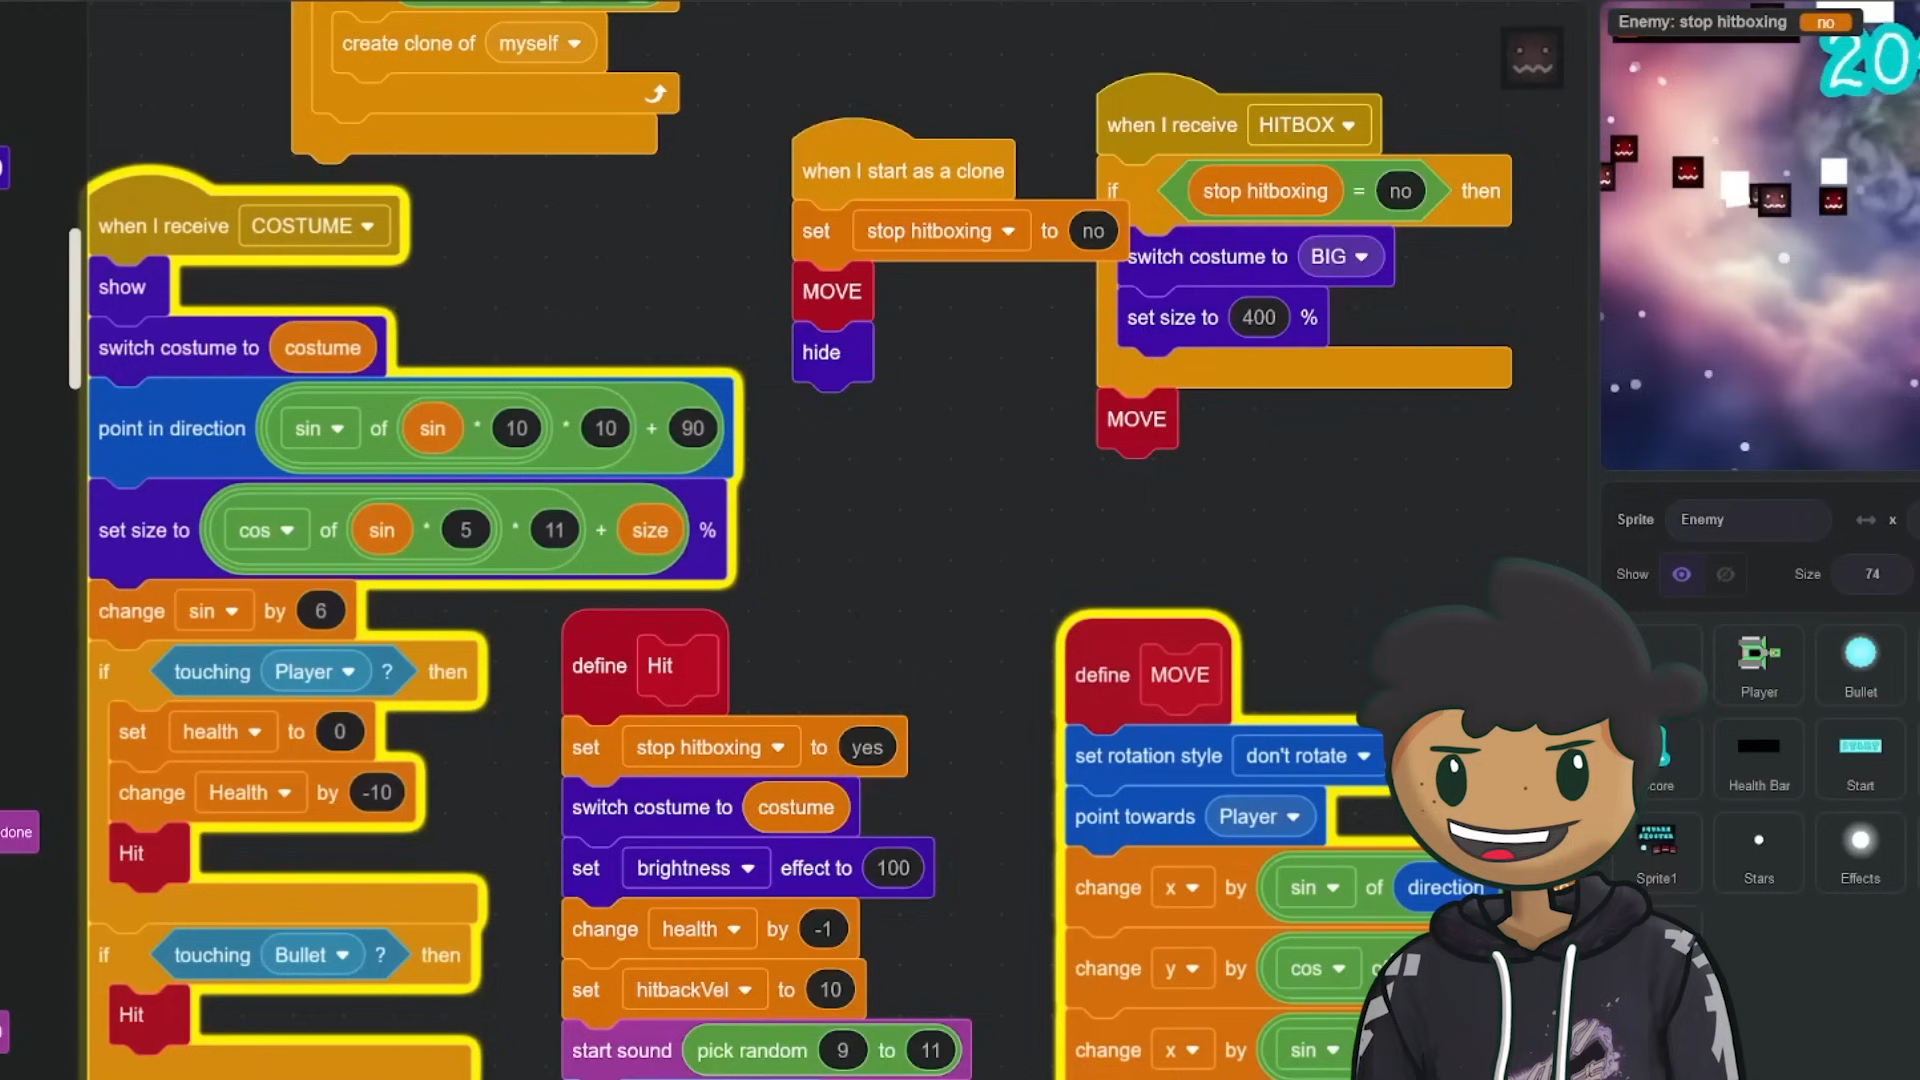 create clone of myself
when I receive COSTUME
show
switch costume to costume
point in direction sin of sin * 10 * 10 + 90
set size to cos of sin * 5 * 11 + size %
change sin by 6
if touching Player ? then
set health to 0
change Health by -10
Hit
if touching Bullet ? then
Hit
done
when I start as a clone
set stop hitboxing to no
MOVE
hide
when I receive HITBOX
if stop hitboxing = no then
switch costume to BIG
set size to 400 %
MOVE
define Hit
set stop hitboxing to yes
switch costume to costume
set brightness effect to 100
change health by -1
set hitbackVel to 10
start sound pick random 9 to 11
define MOVE
set rotation style don't rotate
point towards Player
change x by sin of direction
change y by cos
change x by sin
Enemy: stop hitboxing no
20
Sprite Enemy x
Show Size 74
Player Bullet
core Health Bar Start
Sprite1 Stars Effects